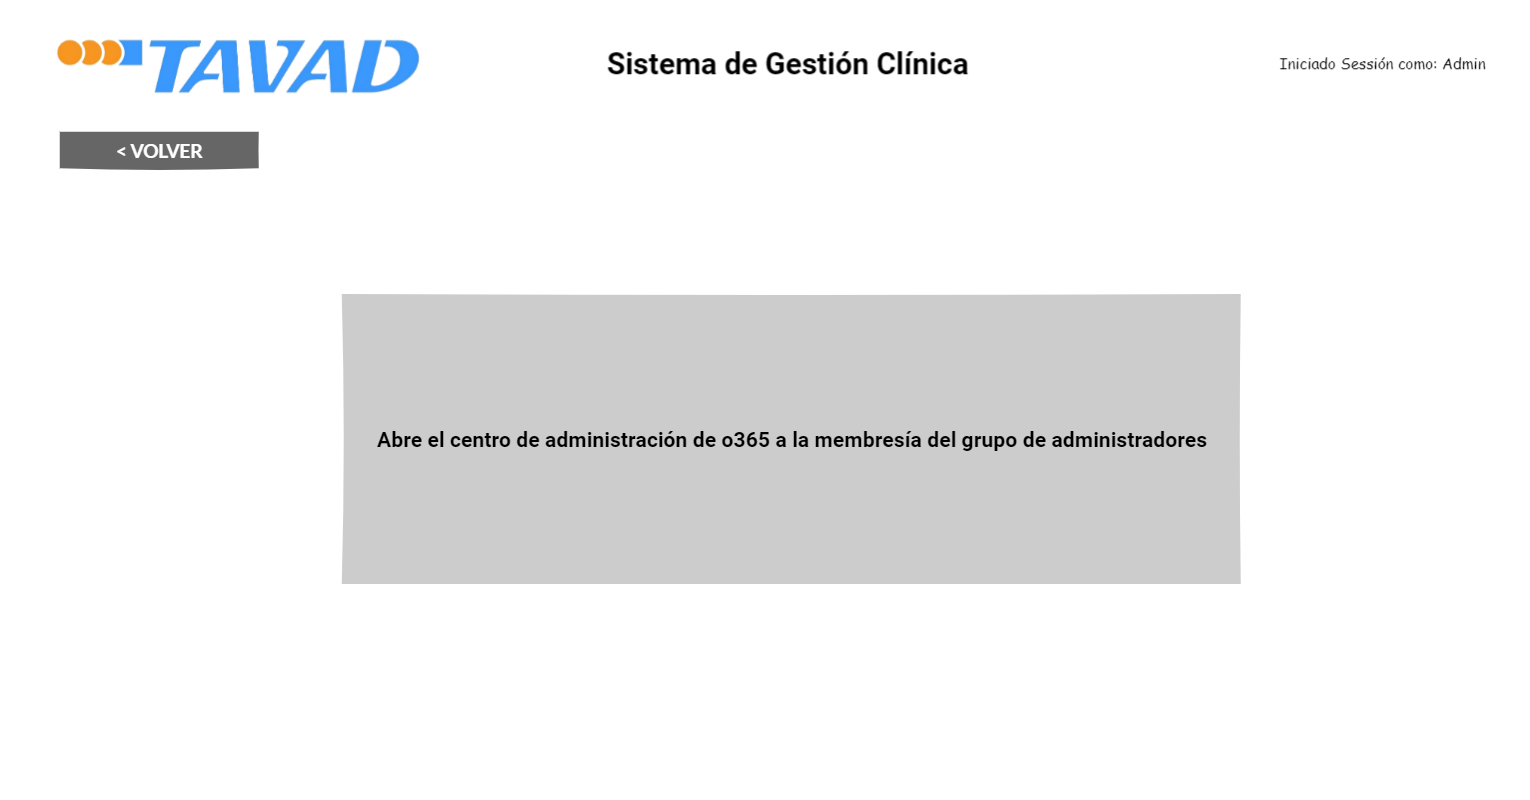 TAVAD
Sistema de Gestión Clínica
Iniciado Sessión como: Admin
< VOLVER
Abre el centro de administración de o365 a la membresía del grupo de administradores